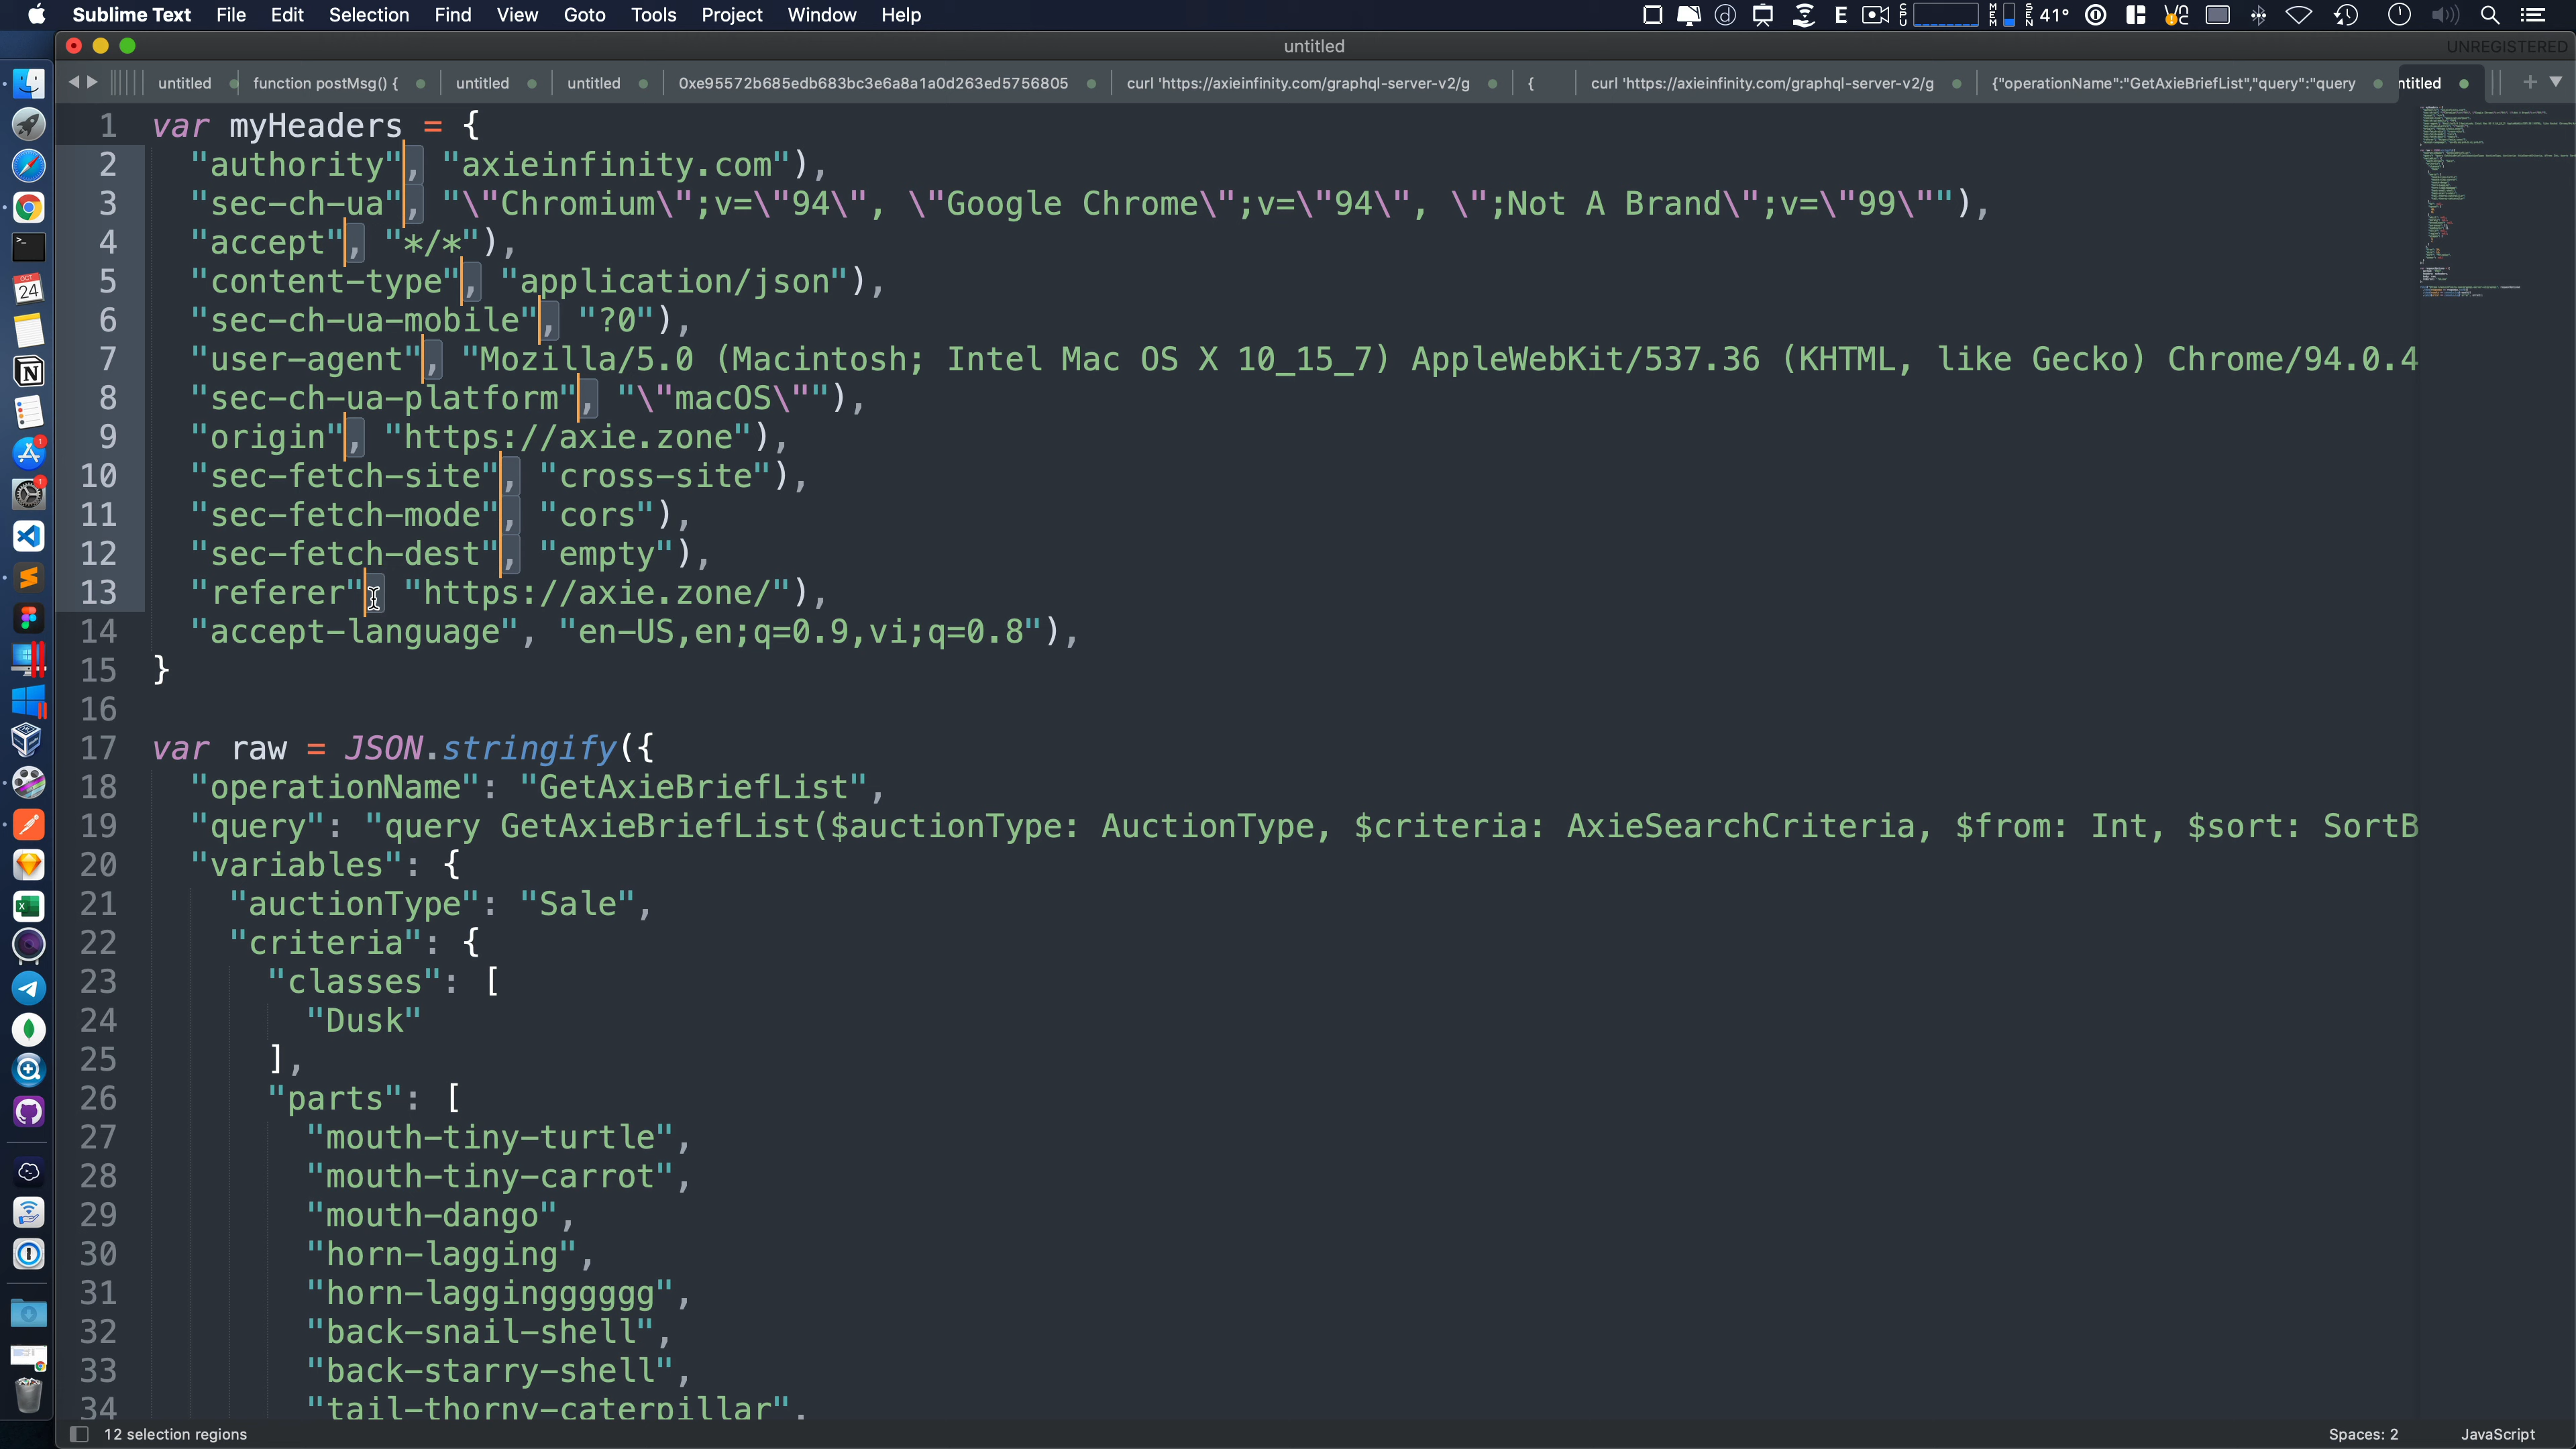 Sublime Text File Edit Selection Find View Goto Tools Project Window Help
E CPU MEM SEN 41°
untitled
UNREGISTERED
untitled function postMsg() { untitled untitled 0xe95572b685edb683bc3e6a8a1a0d263ed5756805 curl 'https://axieinfinity.com/graphql-server-v2/g { curl 'https://axieinfinity.com/graphql-server-v2/g {"operationName":"GetAxieBriefList","query":"query ntitled
1 var myHeaders = {
2 "authority", "axieinfinity.com"),
3 "sec-ch-ua", "\"Chromium\";v=\"94\", \"Google Chrome\";v=\"94\", \";Not A Brand\";v=\"99\""),
4 "accept", "*/*"),
5 "content-type", "application/json"),
6 "sec-ch-ua-mobile", "?0"),
7 "user-agent", "Mozilla/5.0 (Macintosh; Intel Mac OS X 10_15_7) AppleWebKit/537.36 (KHTML, like Gecko) Chrome/94.0.4
8 "sec-ch-ua-platform", "\"macOS\""),
9 "origin", "https://axie.zone"),
10 "sec-fetch-site", "cross-site"),
11 "sec-fetch-mode", "cors"),
12 "sec-fetch-dest", "empty"),
13 "referer", "https://axie.zone/"),
14 "accept-language", "en-US,en;q=0.9,vi;q=0.8"),
15 }
16
17 var raw = JSON.stringify({
18 "operationName": "GetAxieBriefList",
19 "query": "query GetAxieBriefList($auctionType: AuctionType, $criteria: AxieSearchCriteria, $from: Int, $sort: SortB
20 "variables": {
21 "auctionType": "Sale",
22 "criteria": {
23 "classes": [
24 "Dusk"
25 ],
26 "parts": [
27 "mouth-tiny-turtle",
28 "mouth-tiny-carrot",
29 "mouth-dango",
30 "horn-lagging",
31 "horn-laggingggggg",
32 "back-snail-shell",
33 "back-starry-shell",
34 "tail-thorny-caterpillar",
12 selection regions
Spaces: 2 JavaScript
OCT
24